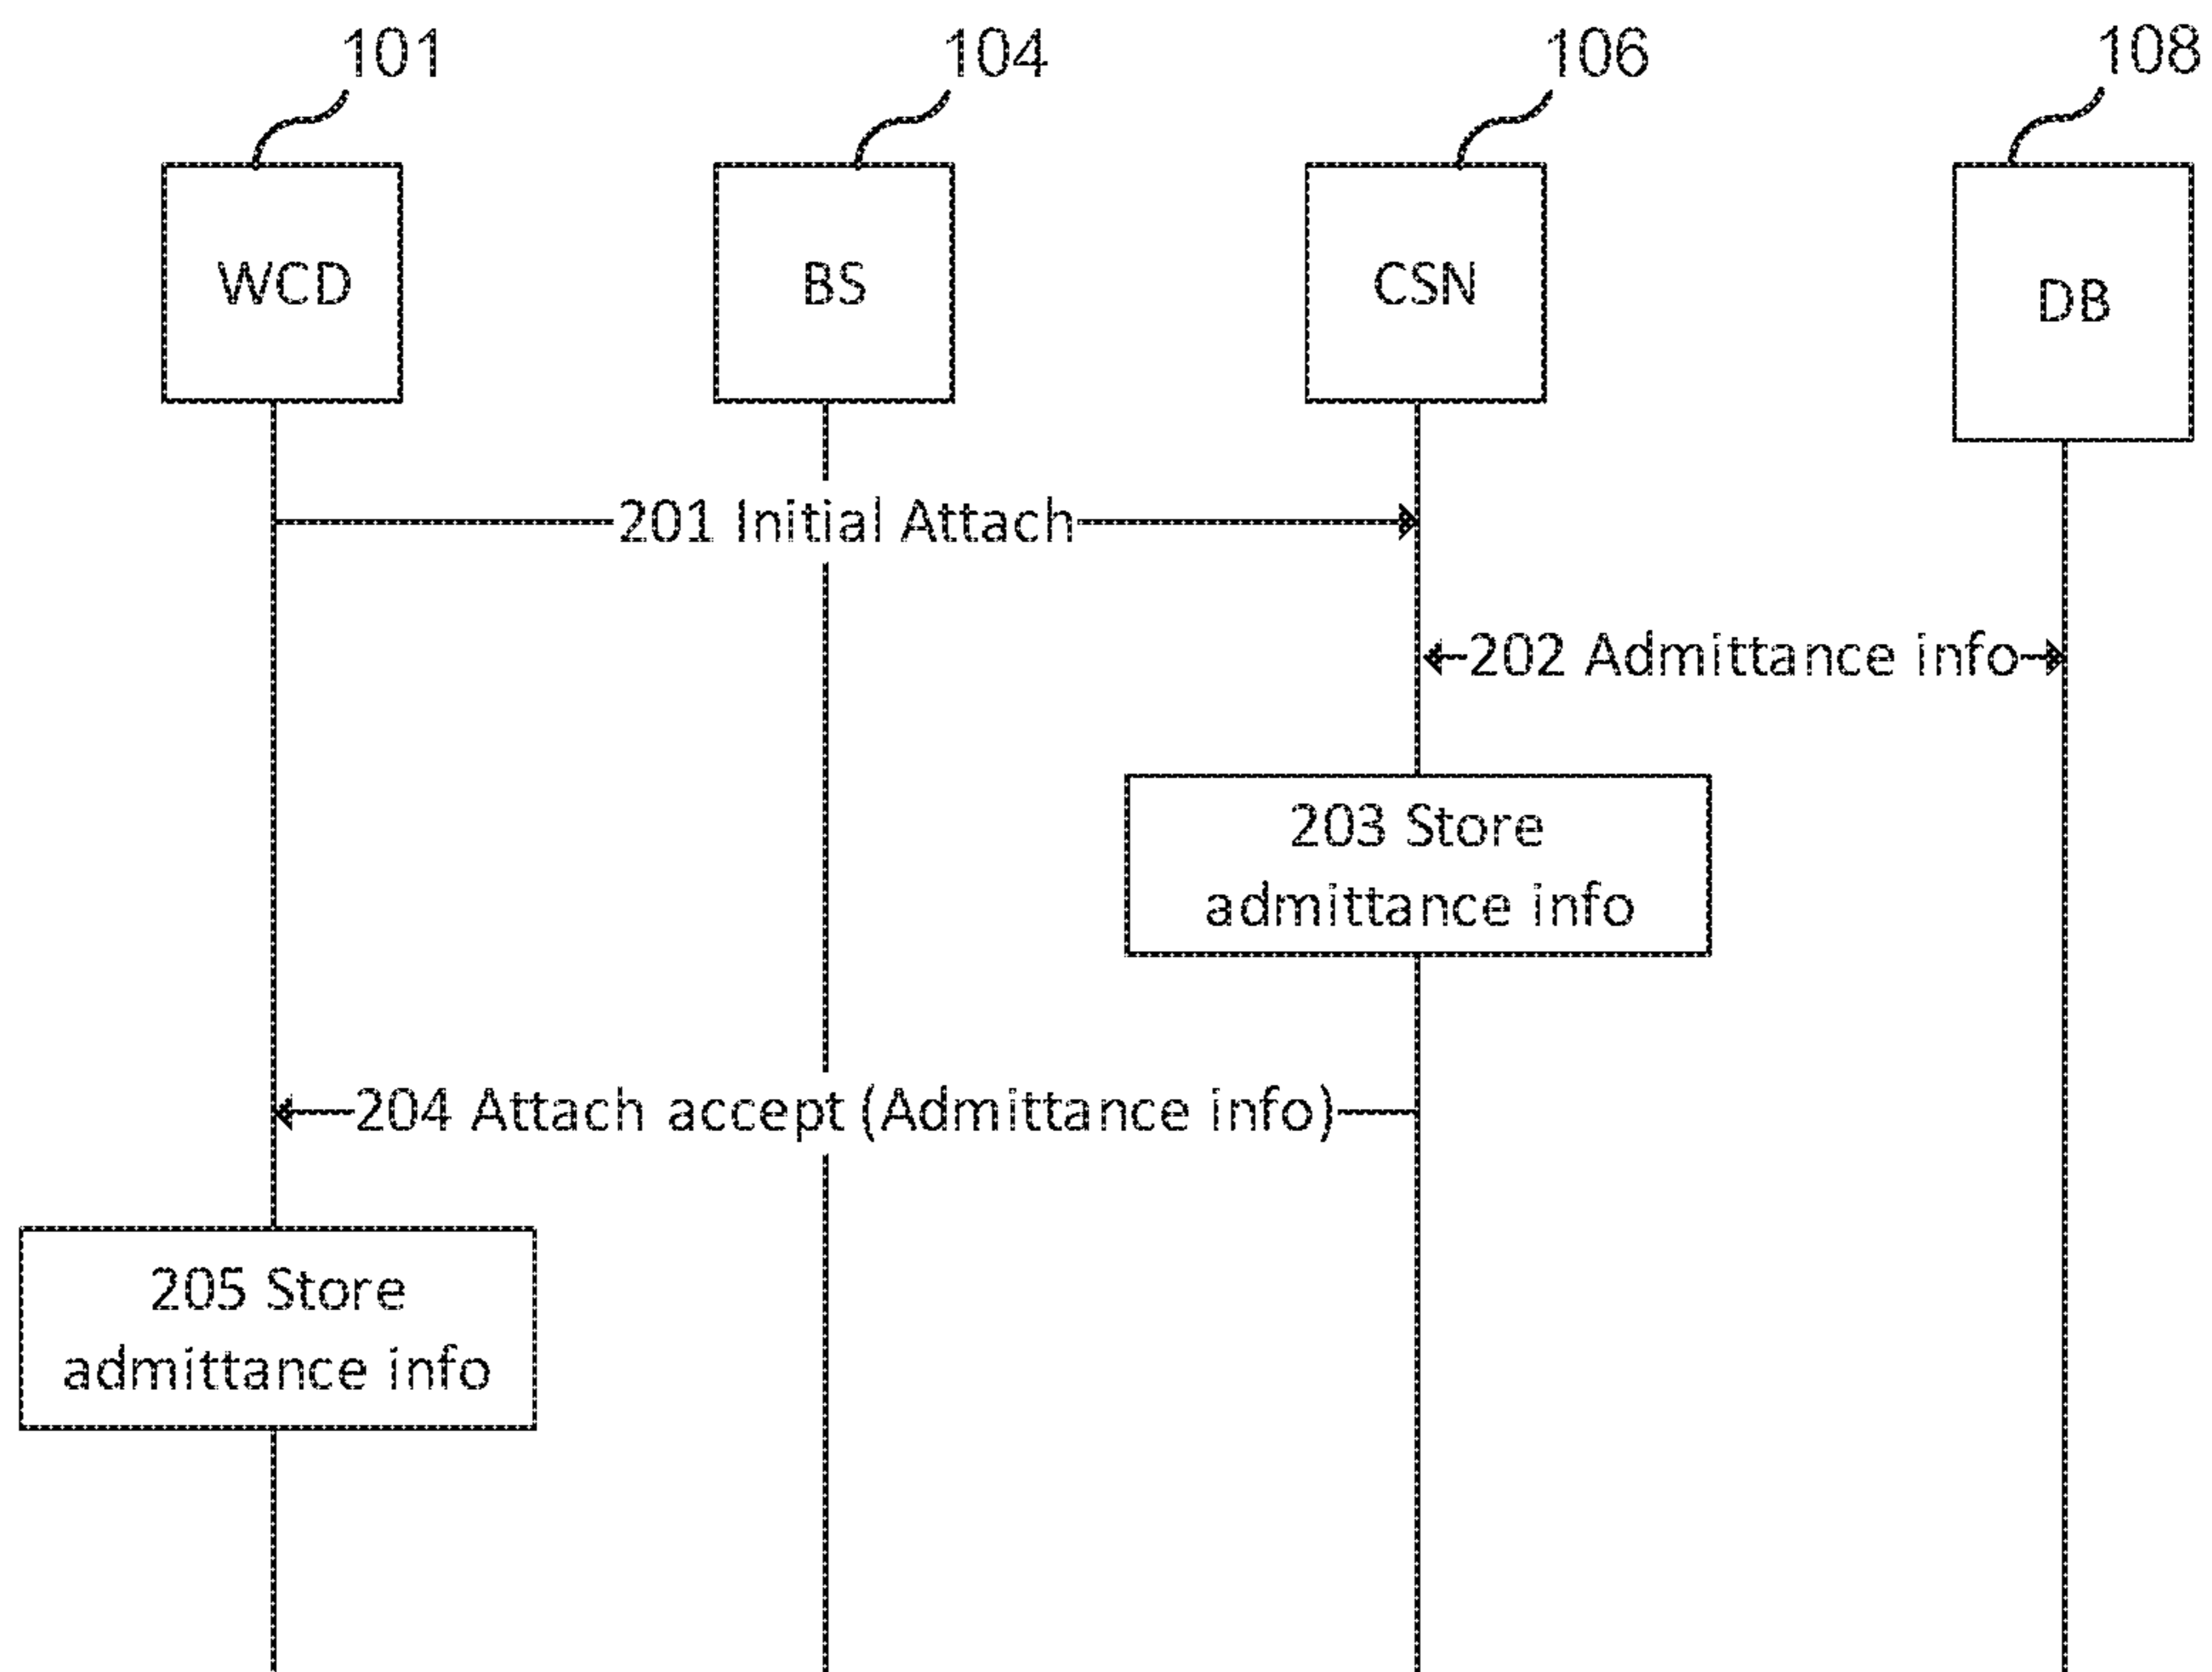 101
104
106
108
WCD
BS
CSN
DB
201 Initial Attach
202 Admittance info
203 Store
admittance info
204 Attach accept (Admittance info)
205 Store
admittance info